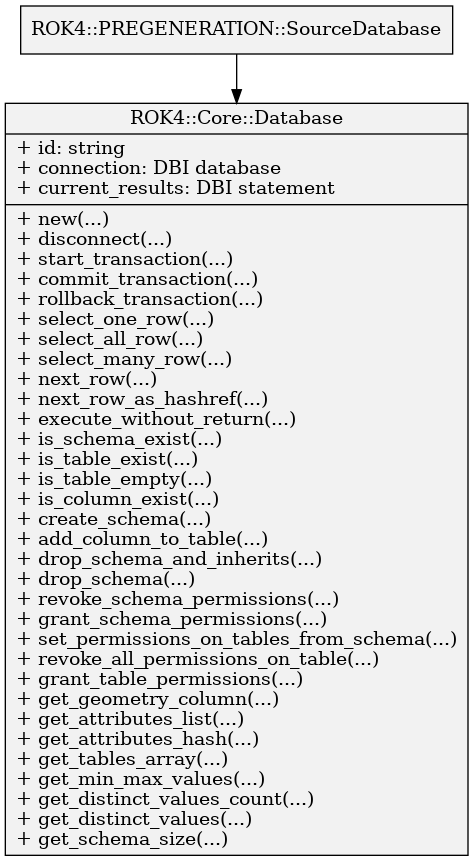 ROK4::PREGENERATION::SourceDatabase
ROK4::Core::Database
+ id: string
+ connection: DBI database
+ current_results: DBI statement
+ new(...)
+ disconnect(...)
+ start_transaction(...)
+ commit_transaction(...)
+ rollback_transaction(...)
+ select_one_row(...)
+ select_all_row(...)
+ select_many_row(...)
+ next_row(...)
+ next_row_as_hashref(...)
+ execute_without_return(...)
+ is_schema_exist(...)
+ is_table_exist(...)
+ is_table_empty(...)
+ is_column_exist(...)
+ create_schema(...)
+ add_column_to_table(...)
+ drop_schema_and_inherits(...)
+ drop_schema(...)
+ revoke_schema_permissions(...)
+ grant_schema_permissions(...)
+ set_permissions_on_tables_from_schema(...)
+ revoke_all_permissions_on_table(...)
+ grant_table_permissions(...)
+ get_geometry_column(...)
+ get_attributes_list(...)
+ get_attributes_hash(...)
+ get_tables_array(...)
+ get_min_max_values(...)
+ get_distinct_values_count(...)
+ get_distinct_values(...)
+ get_schema_size(...)